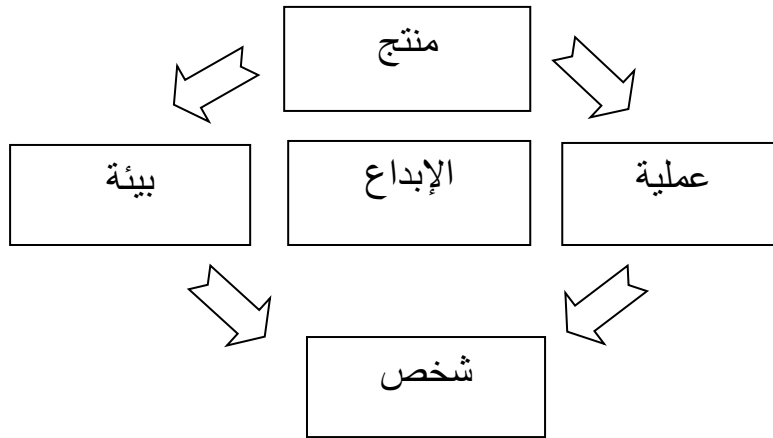 منتج
عملية
الإبداع
بيئة
شخص